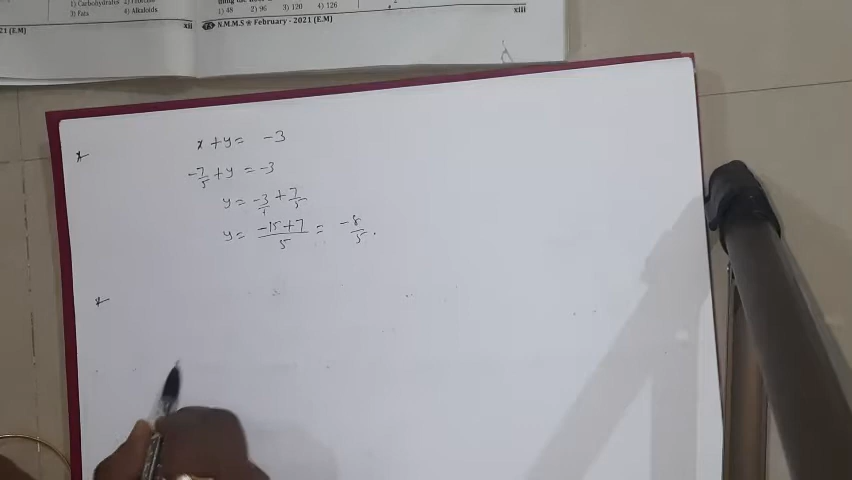 1) Carbohydrates 2)
3) Fats 4) Alkaloids
21 (E.M) xii
1) 48 2) 96 3) 120 4) 126
N.M.M.S ❀ February - 2021 (E.M) xiii
x + y = -3
-7/5 + y = -3
y = -3/1 + 7/5
y = -15+7/5 = -8/5.